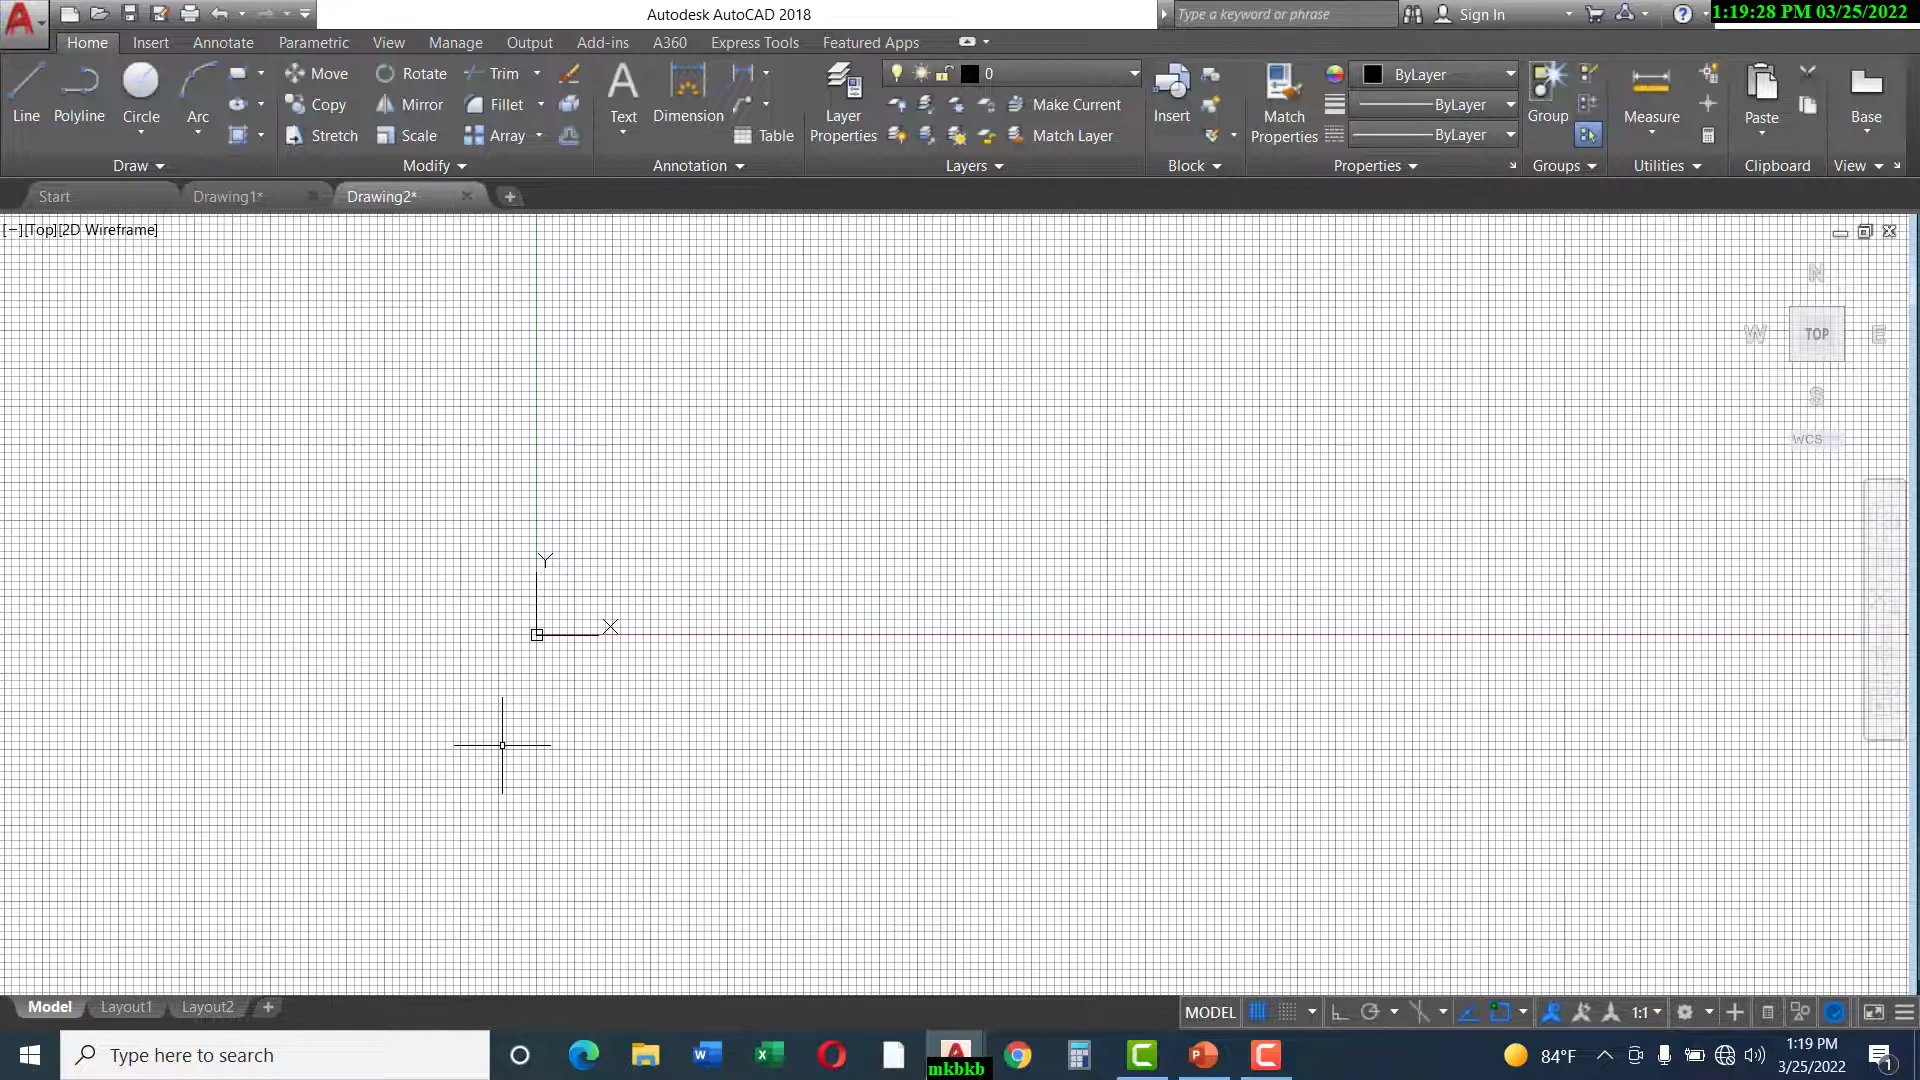 Autodesk AutoCAD 2018
Type a keyword or phrase
Sign In
1:19:28 PM 03/25/2022
Home Insert Annotate Parametric View Manage Output Add-ins A360 Express Tools Featured Apps
Line Polyline Circle Arc
Move Rotate Trim
Copy Mirror Fillet
Stretch Scale Array
Text Dimension Table
Layer Properties
0
Make Current
Match Layer
Insert
Match Properties
ByLayer
ByLayer
ByLayer
Group
Measure
Paste
Base
Draw Modify Annotation Layers Block Properties Groups Utilities Clipboard View
Start Drawing1* Drawing2*
[−][Top][2D Wireframe]
N
W TOP E
S
WCS
Y
X
Model Layout1 Layout2
MODEL 1:1
Type here to search
mkbkb
84°F
1:19 PM
3/25/2022
1